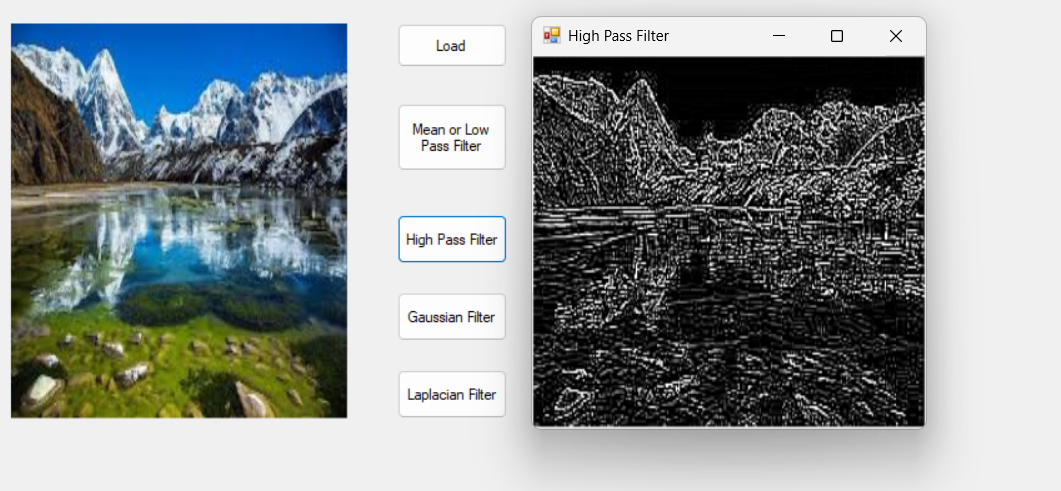 Load
Mean or Low
Pass Filter
High Pass Filter
Gaussian Filter
Laplacian Filter
High Pass Filter